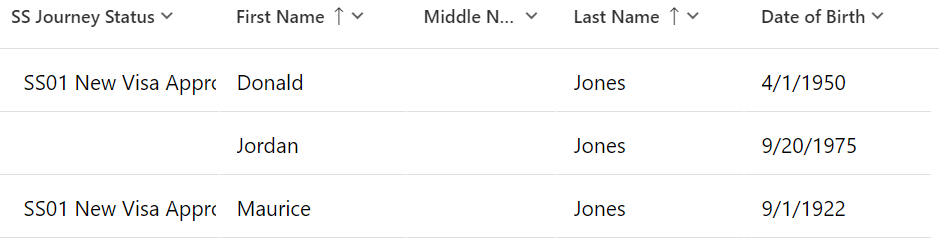 SS Journey Status First Name ↑ Middle N... Last Name ↑ Date of Birth
SS01 New Visa Appro Donald Jones 4/1/1950
Jordan Jones 9/20/1975
SS01 New Visa Appro Maurice Jones 9/1/1922